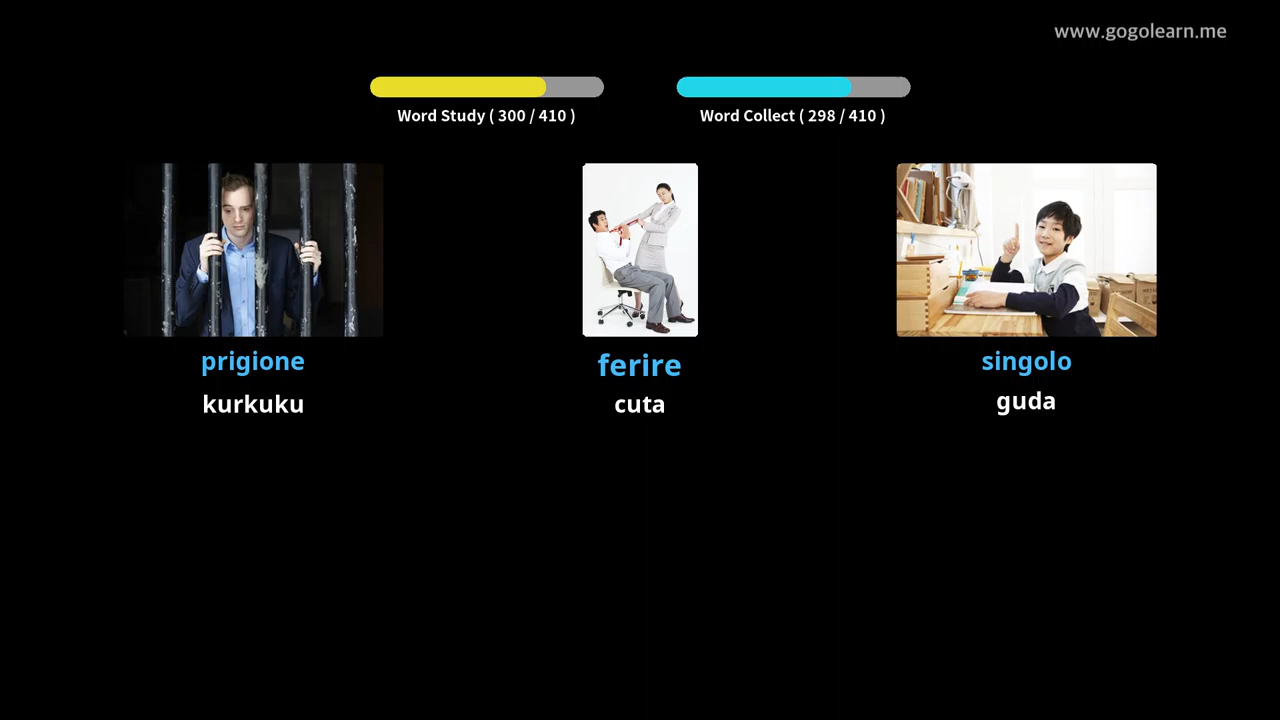 www.gogolearn.me
Word Study ( 300 / 410 )
Word Collect ( 298 / 410 )
prigione
ferire
singolo
kurkuku
cuta
guda